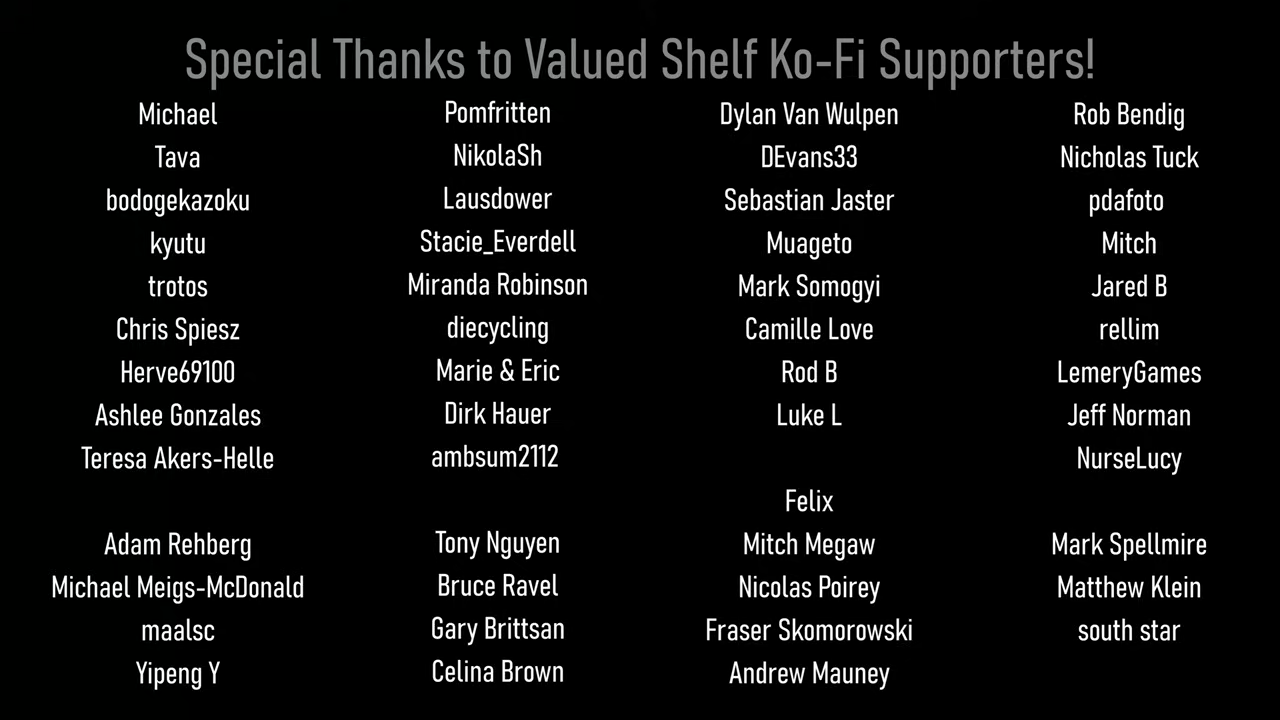 Special Thanks to Valued Shelf Ko-Fi Supporters!
Michael
Tava
bodogekazoku
kyutu
trotos
Chris Spiesz
Herve69100
Ashlee Gonzales
Teresa Akers-Helle
Adam Rehberg
Michael Meigs-McDonald
maalsc
Yipeng Y
Pomfritten
NikolaSh
Lausdower
Stacie_Everdell
Miranda Robinson
diecycling
Marie & Eric
Dirk Hauer
ambsum2112
Tony Nguyen
Bruce Ravel
Gary Brittsan
Celina Brown
Dylan Van Wulpen
DEvans33
Sebastian Jaster
Muageto
Mark Somogyi
Camille Love
Rod B
Luke L
Felix
Mitch Megaw
Nicolas Poirey
Fraser Skomorowski
Andrew Mauney
Rob Bendig
Nicholas Tuck
pdafoto
Mitch
Jared B
rellim
LemeryGames
Jeff Norman
NurseLucy
Mark Spellmire
Matthew Klein
south star